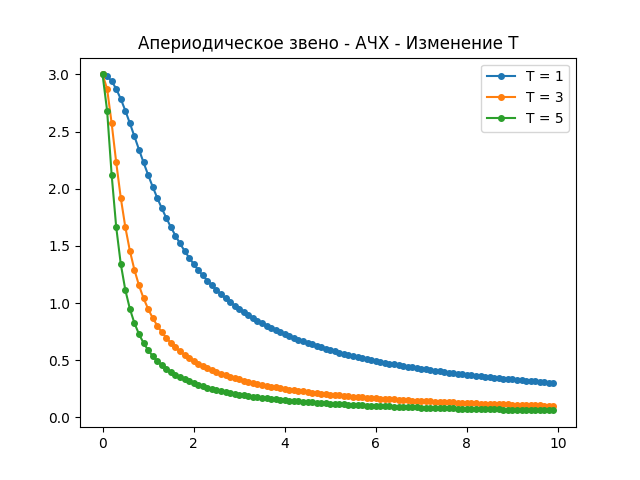 Апериодическое звено - АЧХ - Изменение T
T = 1
T = 3
T = 5
3.0
2.5
2.0
1.5
1.0
0.5
0.0
0 2 4 6 8 10